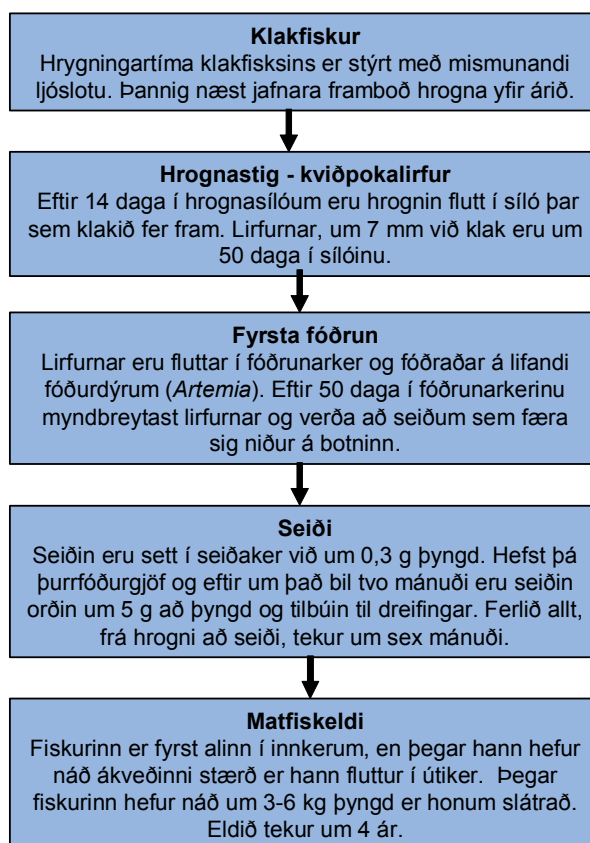 Klakfiskur
Hrygningartíma klakfisksins er stýrt með mismunandi
ljóslotu. Þannig næst jafnara framboð hrogna yfir árið.
Hrognastig - kviðpokalirfur
Eftir 14 daga í hrognasílóum eru hrognin flutt í síló þar
sem klakið fer fram. Lirfurnar, um 7 mm við klak eru um
50 daga í sílóinu.
Fyrsta fóðrun
Lirfurnar eru fluttar í fóðrunarker og fóðraðar á lifandi
fóðurdýrum (Artemia). Eftir 50 daga í fóðrunarkerinu
myndbreytast lirfurnar og verða að seiðum sem færa
sig niður á botninn.
Seiði
Seiðin eru sett í seiðaker við um 0,3 g þyngd. Hefst þá
þurrfóðurgjöf og eftir um það bil tvo mánuði eru seiðin
orðin um 5 g að þyngd og tilbúin til dreifingar. Ferlið allt,
frá hrogni að seiði, tekur um sex mánuði.
Matfiskeldi
Fiskurinn er fyrst alinn í innkerum, en þegar hann hefur
náð ákveðinni stærð er hann fluttur í útiker. Þegar
fiskurinn hefur náð um 3-6 kg þyngd er honum slátrað.
Eldið tekur um 4 ár.